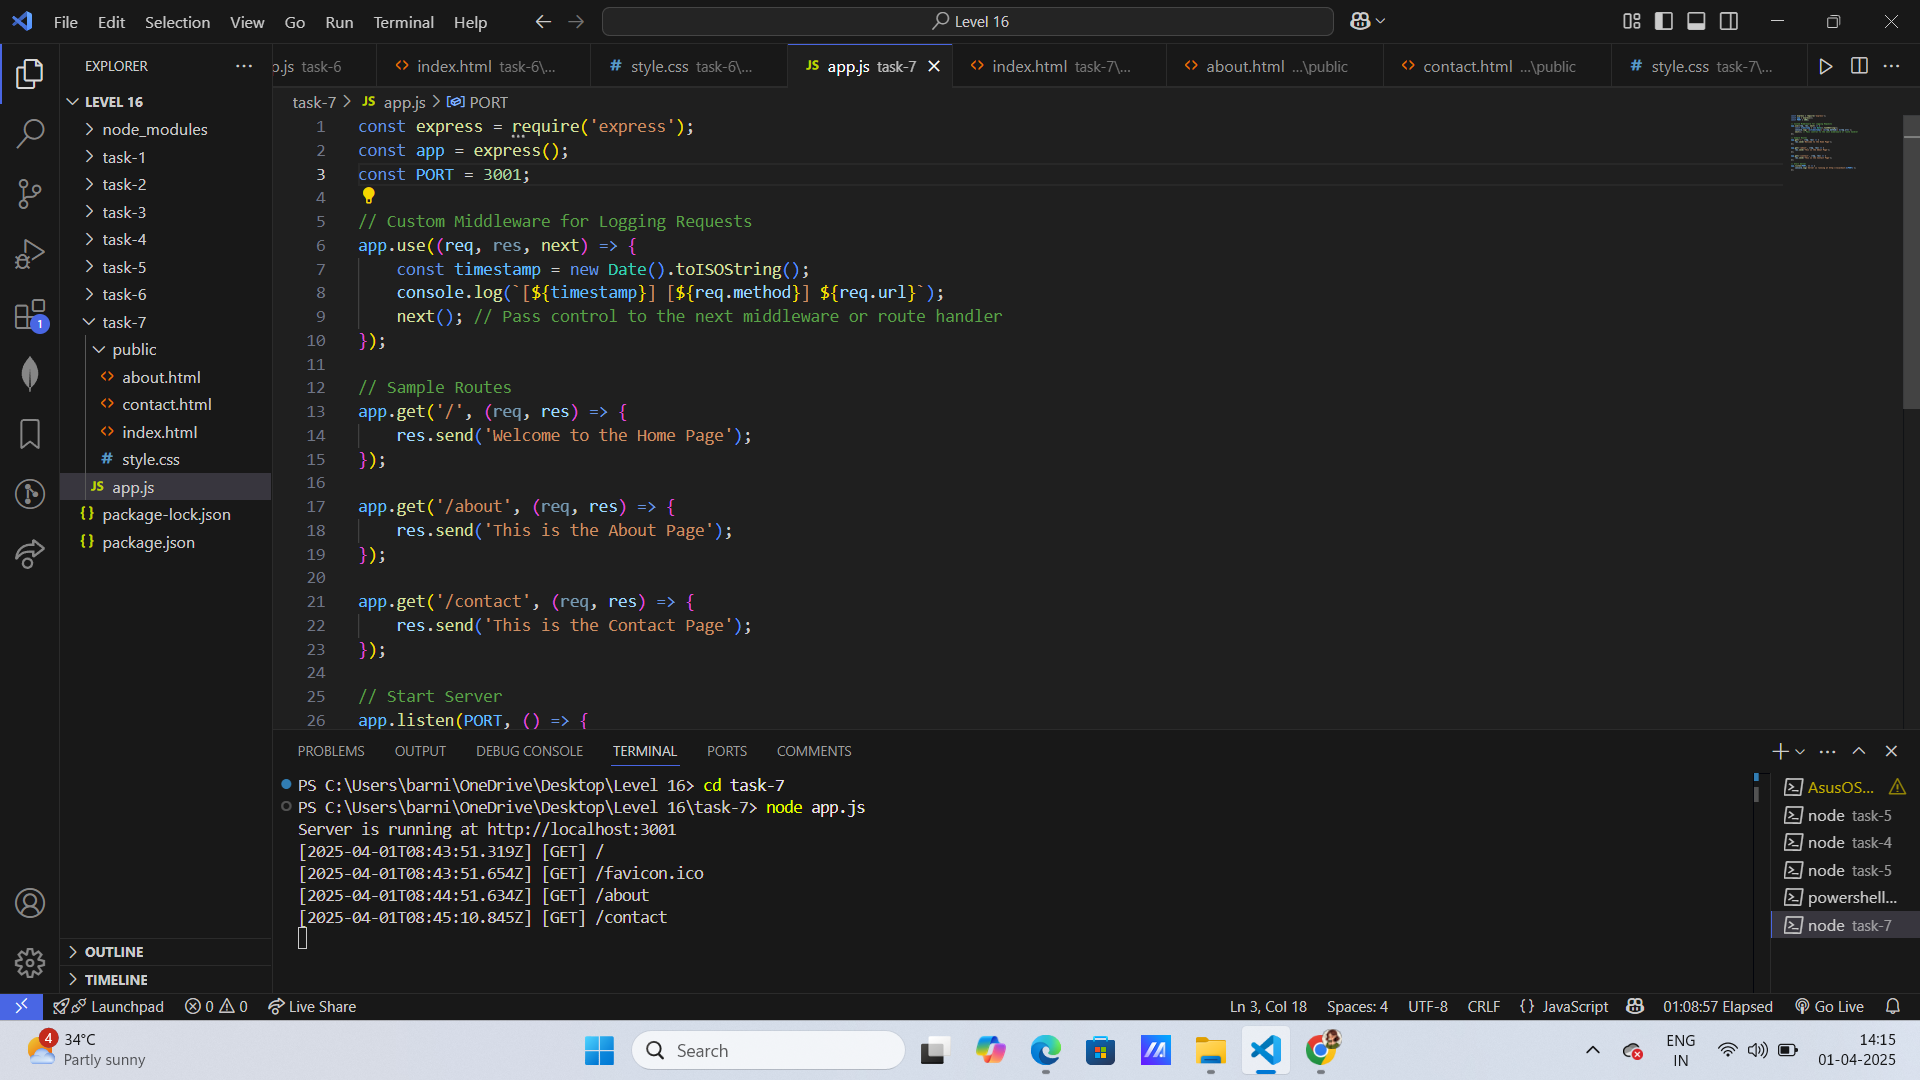 File Edit Selection View Go Run Terminal Help
Level 16
EXPLORER
LEVEL 16
node_modules
task-1
task-2
task-3
task-4
task-5
task-6
task-7
public
about.html
contact.html
index.html
style.css
app.js
package-lock.json
package.json
OUTLINE
TIMELINE
1
.js task-6
index.html task-6\...
style.css task-6\...
JS app.js task-7
index.html task-7\...
about.html ...\public
contact.html ...\public
style.css task-7\...
task-7 > JS app.js > PORT
1 const express = require('express');
2 const app = express();
3 const PORT = 3001;
4
5 // Custom Middleware for Logging Requests
6 app.use((req, res, next) => {
7     const timestamp = new Date().toISOString();
8     console.log(`[${timestamp}] [${req.method}] ${req.url}`);
9     next(); // Pass control to the next middleware or route handler
10 });
11
12 // Sample Routes
13 app.get('/', (req, res) => {
14     res.send('Welcome to the Home Page');
15 });
16
17 app.get('/about', (req, res) => {
18     res.send('This is the About Page');
19 });
20
21 app.get('/contact', (req, res) => {
22     res.send('This is the Contact Page');
23 });
24
25 // Start Server
26 app.listen(PORT, () => {
PROBLEMS OUTPUT DEBUG CONSOLE TERMINAL PORTS COMMENTS
PS C:\Users\barni\OneDrive\Desktop\Level 16> cd task-7
PS C:\Users\barni\OneDrive\Desktop\Level 16\task-7> node app.js
Server is running at http://localhost:3001
[2025-04-01T08:43:51.319Z] [GET] /
[2025-04-01T08:43:51.654Z] [GET] /favicon.ico
[2025-04-01T08:44:51.634Z] [GET] /about
[2025-04-01T08:45:10.845Z] [GET] /contact
AsusOS...
node task-5
node task-4
node task-5
powershell...
node task-7
Launchpad 0 0 Live Share
Ln 3, Col 18 Spaces: 4 UTF-8 CRLF {} JavaScript 01:08:57 Elapsed Go Live
4
34°C
Partly sunny
Search
ENG
IN
14:15
01-04-2025